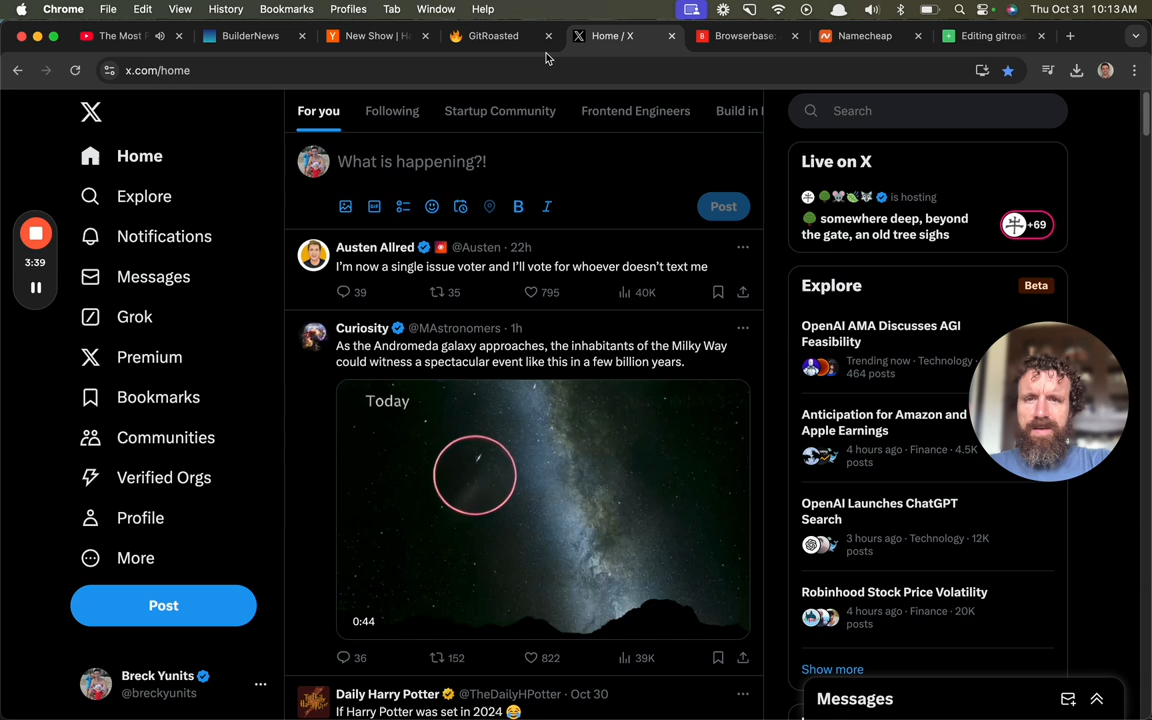 Chrome File Edit View History Bookmarks Profiles Tab Window Help Thu Oct 31 10:13 AM
The Most BuilderNews New Show | Ha GitRoasted Home / X Browserbase: Namecheap Editing gitroas
x.com/home
3:39
Home
Explore
Notifications
Messages
Grok
Premium
Bookmarks
Communities
Verified Orgs
Profile
More
Post
Breck Yunits
@breckyunits
For you Following Startup Community Frontend Engineers Build in
What is happening?!
GIF B I Post
Austen Allred @Austen · 22h
I'm now a single issue voter and I'll vote for whoever doesn't text me
39 35 795 40K
Curiosity @MAstronomers · 1h
As the Andromeda galaxy approaches, the inhabitants of the Milky Way
could witness a spectacular event like this in a few billion years.
Today
0:44
36 152 822 39K
Daily Harry Potter @TheDailyHPotter · Oct 30
If Harry Potter was set in 2024 😂
Search
Live on X
is hosting
somewhere deep, beyond
the gate, an old tree sighs
+69
Explore Beta
OpenAI AMA Discusses AGI
Feasibility
Trending now · Technology ·
464 posts
Anticipation for Amazon and
Apple Earnings
4 hours ago · Finance · 4.5K
posts
OpenAI Launches ChatGPT
Search
3 hours ago · Technology · 12K
posts
Robinhood Stock Price Volatility
4 hours ago · Finance · 20K
posts
Show more
Messages